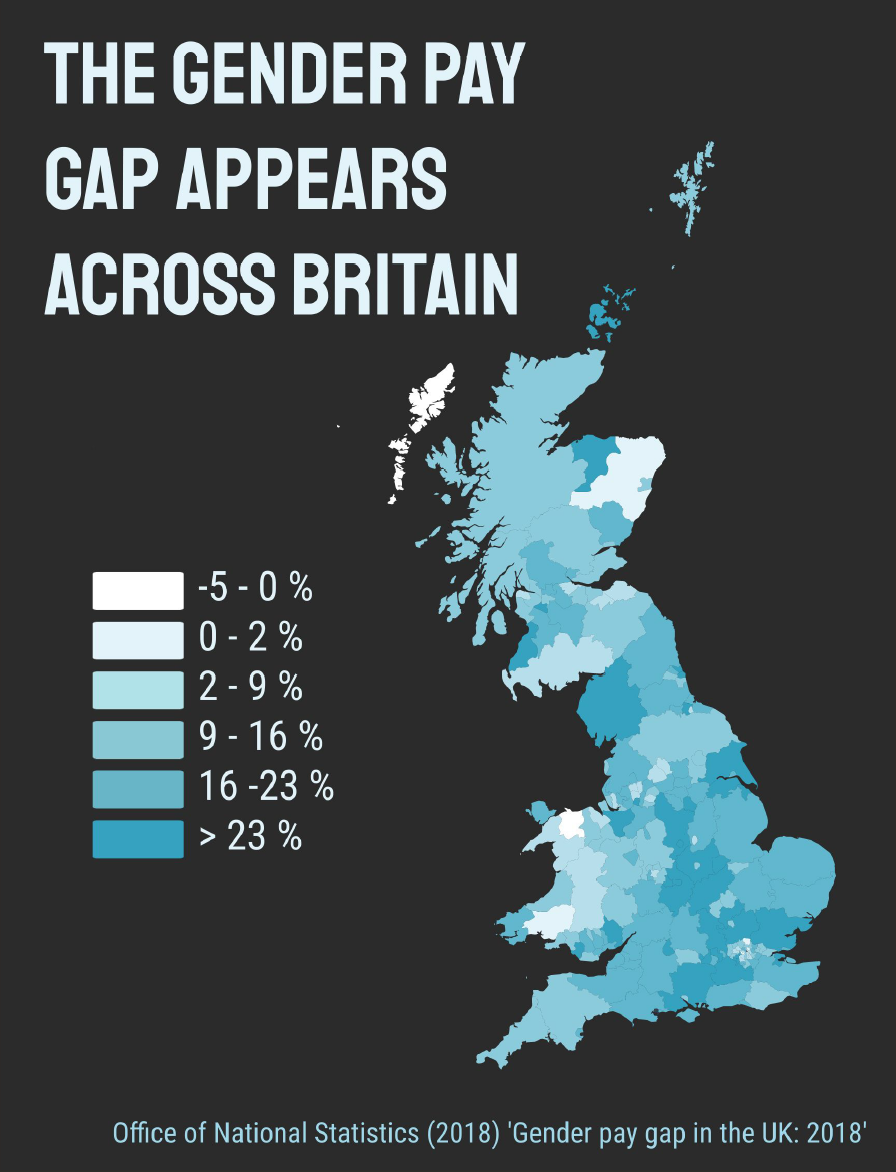 THE GENDER PAY
GAP APPEARS
ACROSS BRITAIN
-5 - 0 %
0 - 2 %
2 - 9 %
9 - 16 %
16 -23 %
> 23 %
Office of National Statistics (2018) 'Gender pay gap in the UK: 2018'